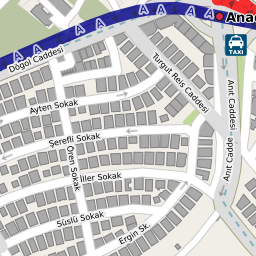 A A A A A A A A
Anad
TAXI
Dögol Caddesi
Turgut Reis Caddesi
Anıt Caddesi
Ayten Sokak
Şerefli Sokak
Anıt Cadde
Ören Sokak
İller Sokak
Süslü Sokak
Ergin Sk.